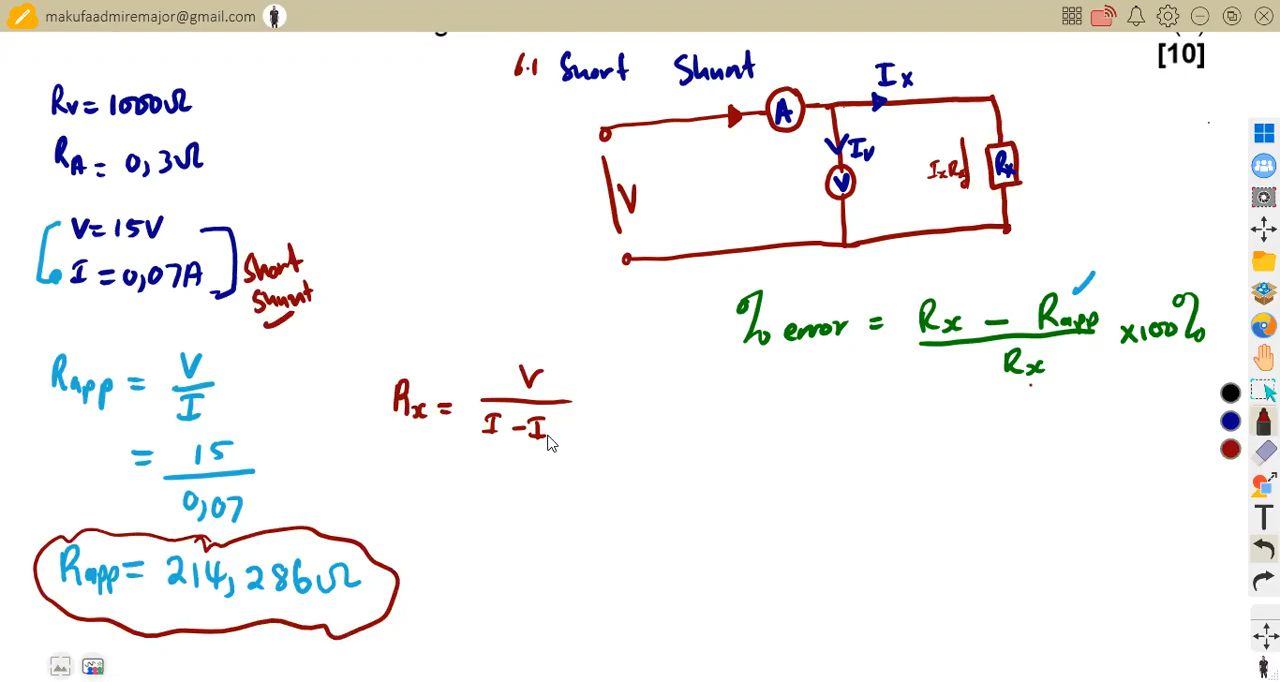 makufaadmiremajor@gmail.com
[10]
6.1 Short Shunt
Rv = 1000Ω
RA = 0,3Ω
V = 15V
I = 0,07A
Short
shunt
A
Ix
Iv
V
V
IxRx
Rx
% error = Rx - Rapp / Rx × 100%
Rapp = V / I
= 15 / 0,07
Rapp = 214,286Ω
Rx = V / I - I
T